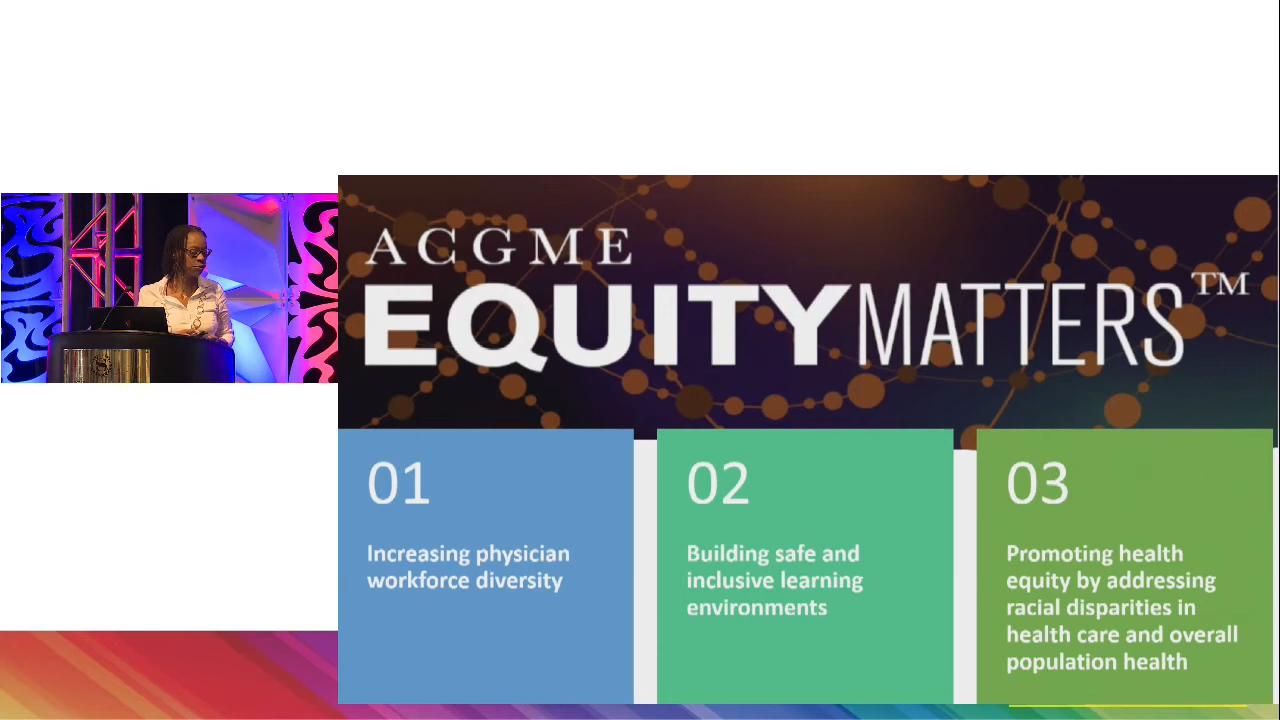 ACGME
EQUITYMATTERS™
01
Increasing physician
workforce diversity
02
Building safe and
inclusive learning
environments
03
Promoting health
equity by addressing
racial disparities in
health care and overall
population health